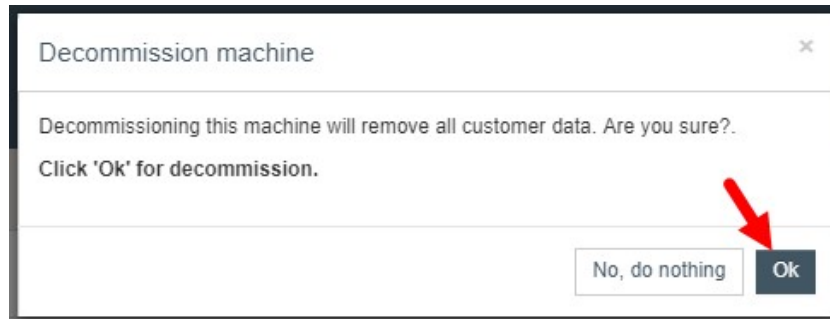 Decommission machine
×
Decommissioning this machine will remove all customer data. Are you sure?.
Click 'Ok' for decommission.
No, do nothing
Ok